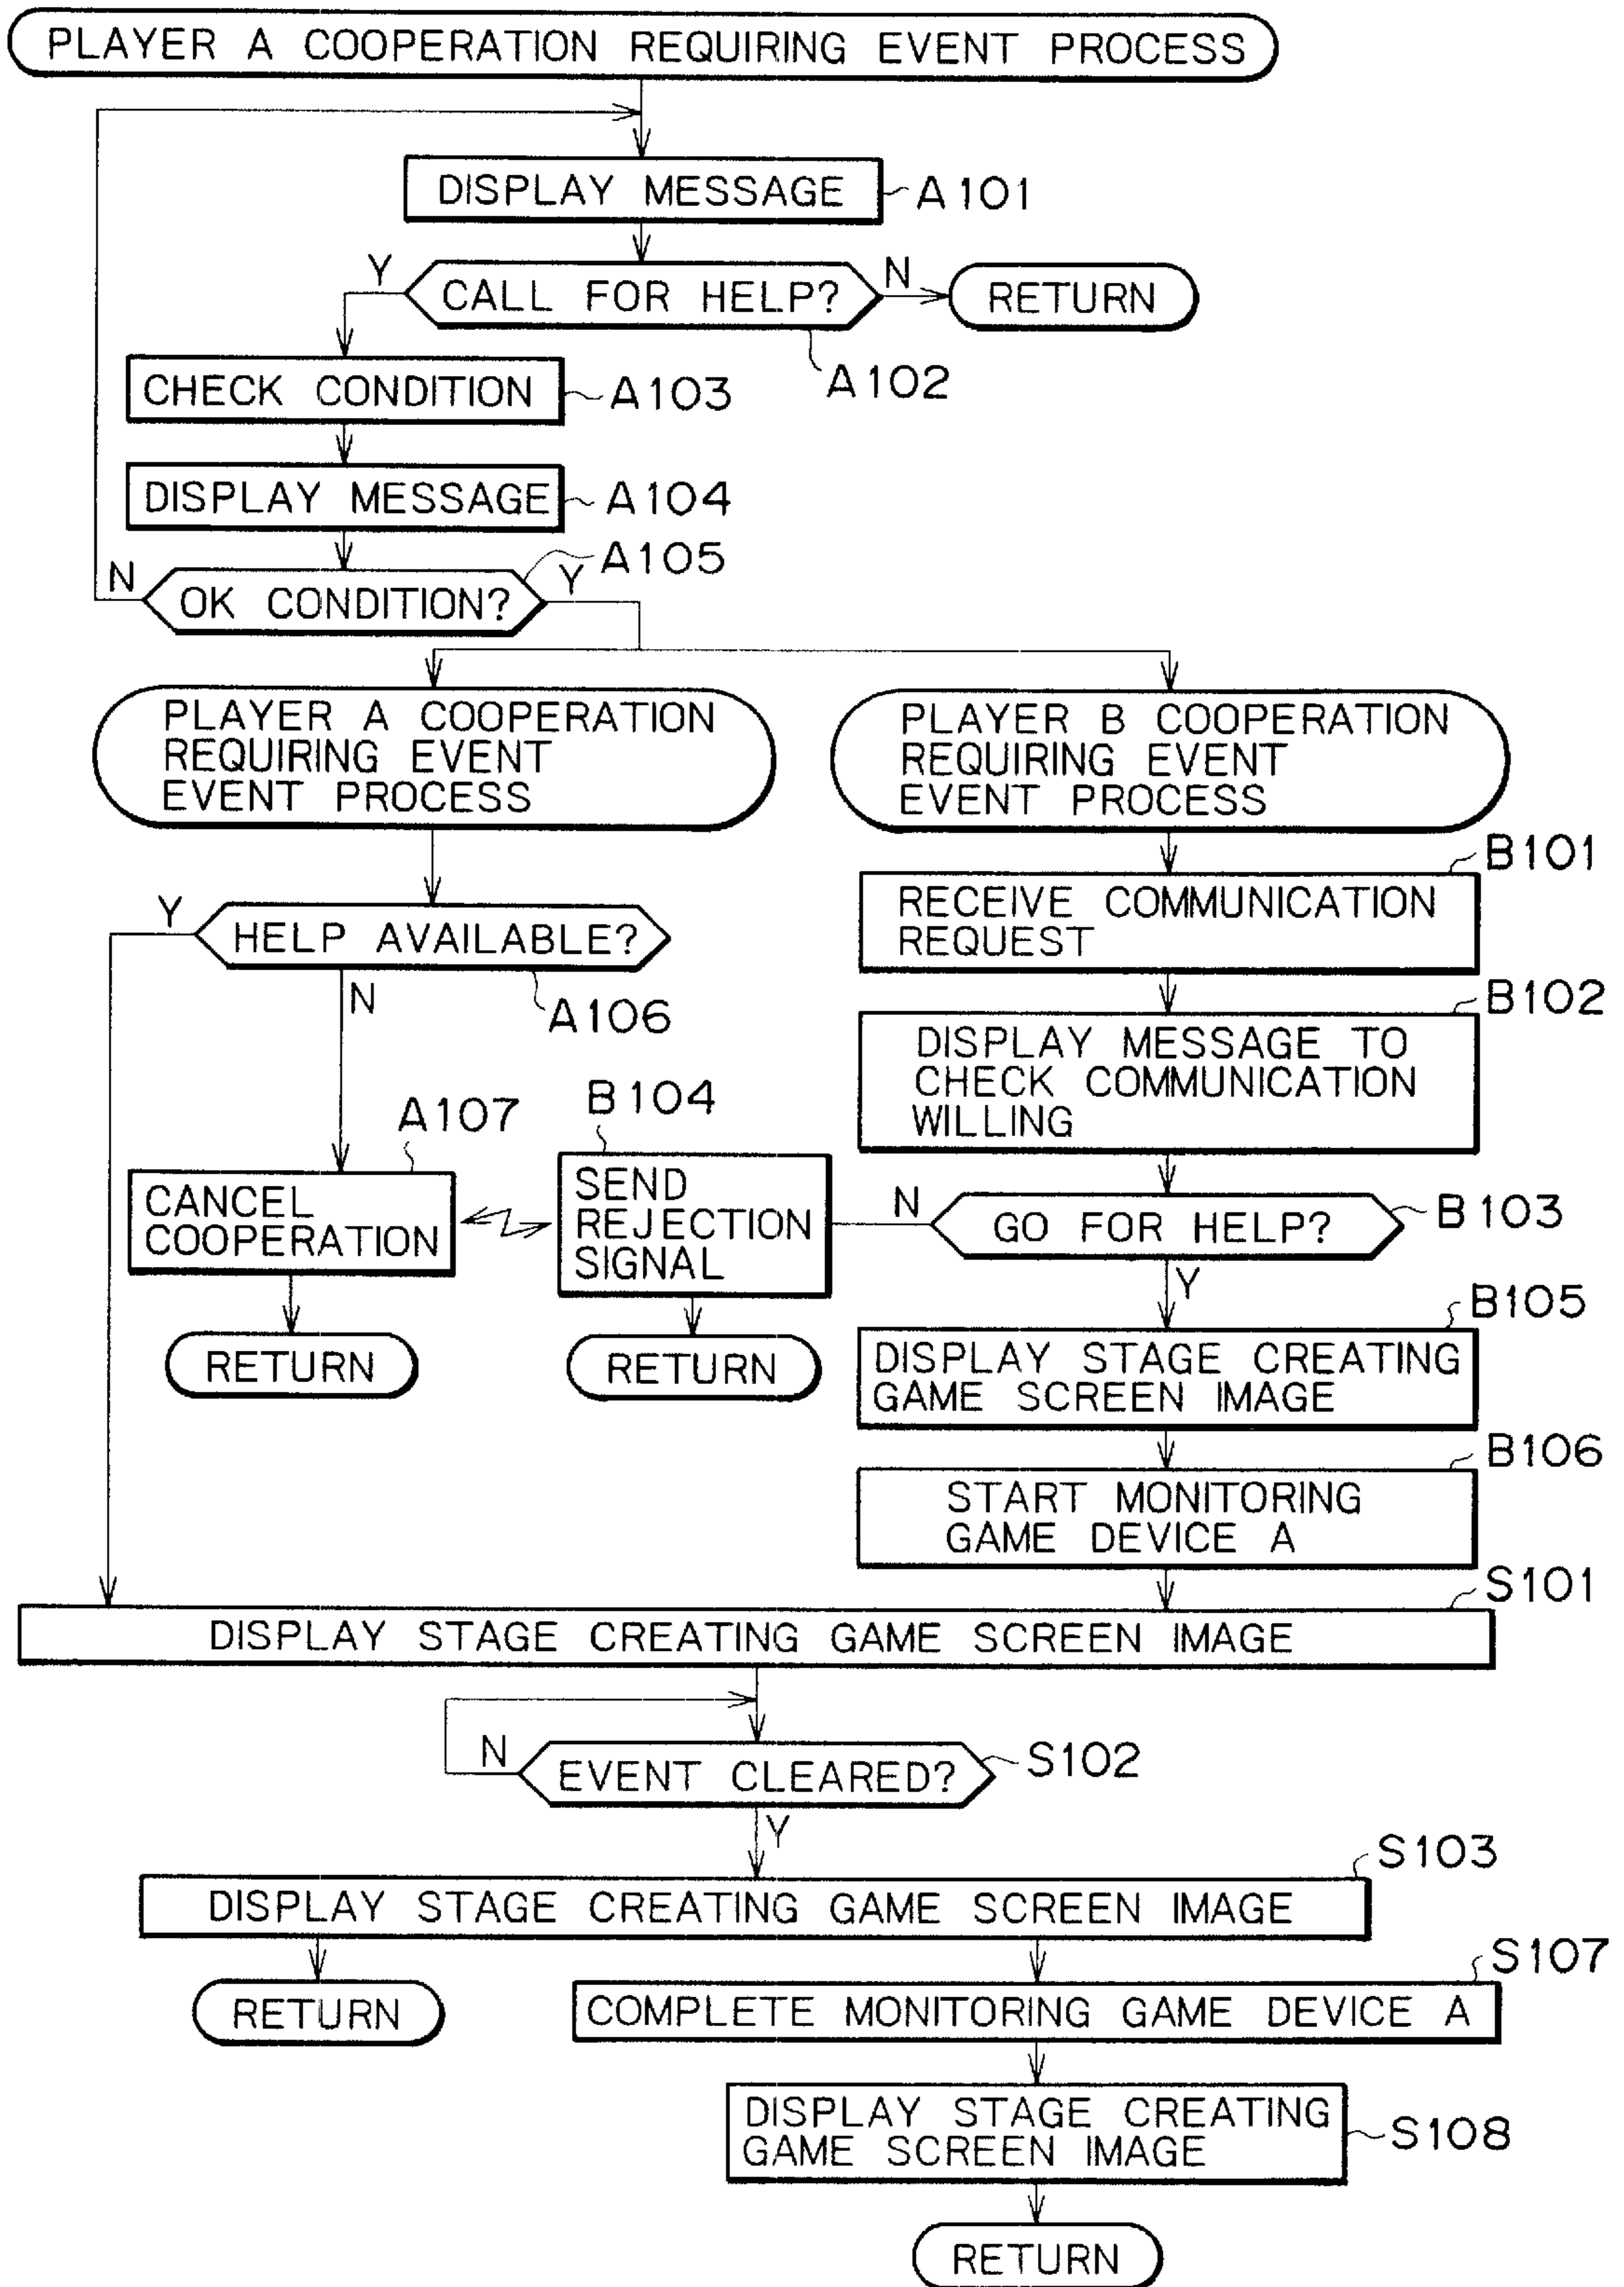 PLAYER A COOPERATION REQUIRING EVENT PROCESS
DISPLAY MESSAGE
A101
Y
CALL FOR HELP?
N
RETURN
A102
CHECK CONDITION
A103
DISPLAY MESSAGE
A104
A105
N
OK CONDITION?
Y
PLAYER A COOPERATION
REQUIRING EVENT
EVENT PROCESS
PLAYER B COOPERATION
REQUIRING EVENT
EVENT PROCESS
B101
RECEIVE COMMUNICATION
REQUEST
Y
HELP AVAILABLE?
N
A106
B102
DISPLAY MESSAGE TO
CHECK COMMUNICATION
WILLING
A107
CANCEL
COOPERATION
RETURN
B104
SEND
REJECTION
SIGNAL
RETURN
N
GO FOR HELP?
B103
Y
B105
DISPLAY STAGE CREATING
GAME SCREEN IMAGE
B106
START MONITORING
GAME DEVICE A
S101
DISPLAY STAGE CREATING GAME SCREEN IMAGE
N
EVENT CLEARED?
S102
Y
S103
DISPLAY STAGE CREATING GAME SCREEN IMAGE
RETURN
S107
COMPLETE MONITORING GAME DEVICE A
DISPLAY STAGE CREATING
GAME SCREEN IMAGE
S108
RETURN